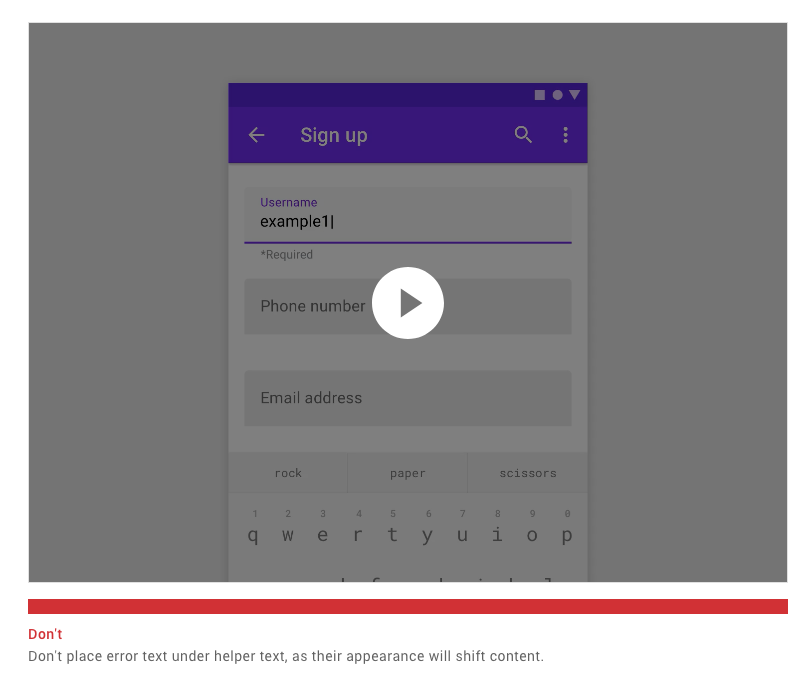 Sign up
Username
example1
*Required
Phone number
Email address
rock paper scissors
1 2 3 4 5 6 7 8 9 0
q w e r t y u i o p
Don't
Don't place error text under helper text, as their appearance will shift content.